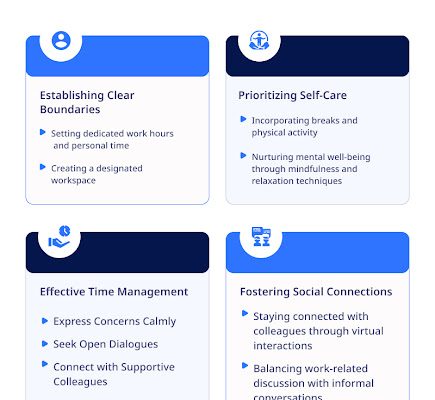 Establishing Clear
Boundaries
Setting dedicated work hours
and personal time
Creating a designated
workspace
Prioritizing Self-Care
Incorporating breaks and
physical activity
Nurturing mental well-being
through mindfulness and
relaxation techniques
Effective Time Management
Express Concerns Calmly
Seek Open Dialogues
Connect with Supportive
Colleagues
Fostering Social Connections
Staying connected with
colleagues through virtual
interactions
Balancing work-related
discussion with informal
conversations